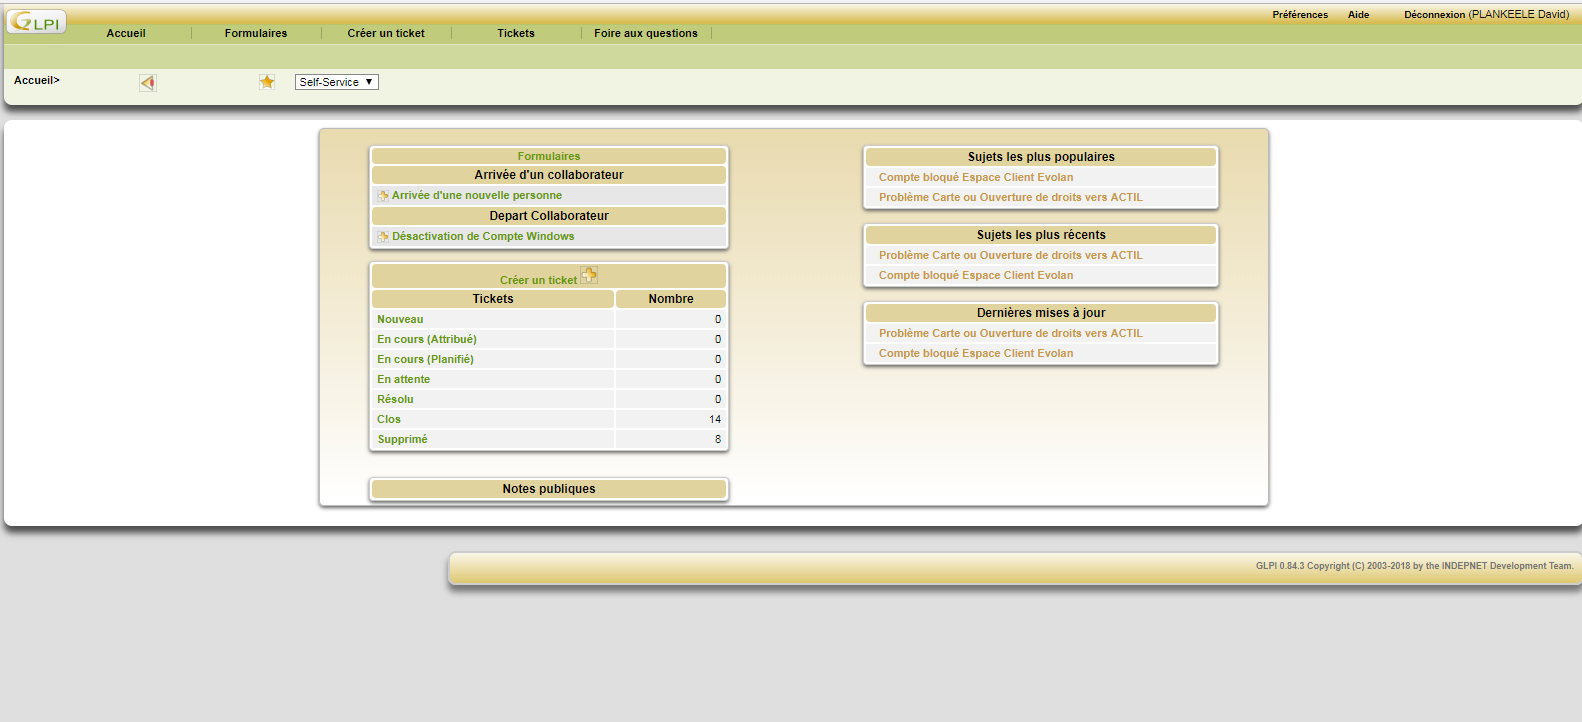 GLPI
Préférences Aide Déconnexion (PLANKEELE David)
Accueil Formulaires Créer un ticket Tickets Foire aux questions
Accueil> Self-Service
Formulaires
Arrivée d'un collaborateur
Arrivée d'une nouvelle personne
Depart Collaborateur
Désactivation de Compte Windows
Créer un ticket
Tickets Nombre
Nouveau 0
En cours (Attribué) 0
En cours (Planifié) 0
En attente 0
Résolu 0
Clos 14
Supprimé 8
Notes publiques
Sujets les plus populaires
Compte bloqué Espace Client Evolan
Problème Carte ou Ouverture de droits vers ACTIL
Sujets les plus récents
Problème Carte ou Ouverture de droits vers ACTIL
Compte bloqué Espace Client Evolan
Dernières mises à jour
Problème Carte ou Ouverture de droits vers ACTIL
Compte bloqué Espace Client Evolan
GLPI 0.84.3 Copyright (C) 2003-2018 by the INDEPNET Development Team.